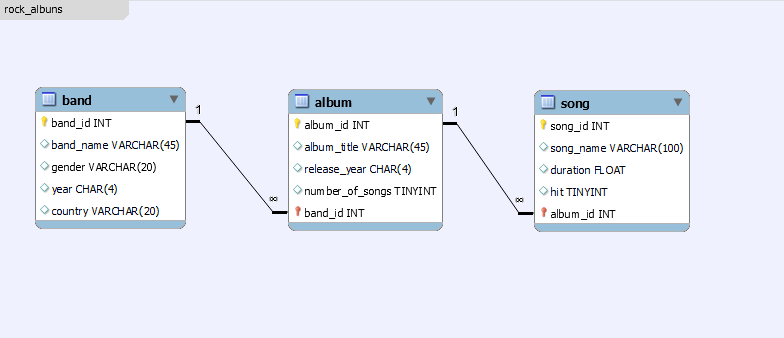 rock_albuns
band
band_id INT
band_name VARCHAR(45)
gender VARCHAR(20)
year CHAR(4)
country VARCHAR(20)
1
∞
album
album_id INT
album_title VARCHAR(45)
release_year CHAR(4)
number_of_songs TINYINT
band_id INT
1
∞
song
song_id INT
song_name VARCHAR(100)
duration FLOAT
hit TINYINT
album_id INT